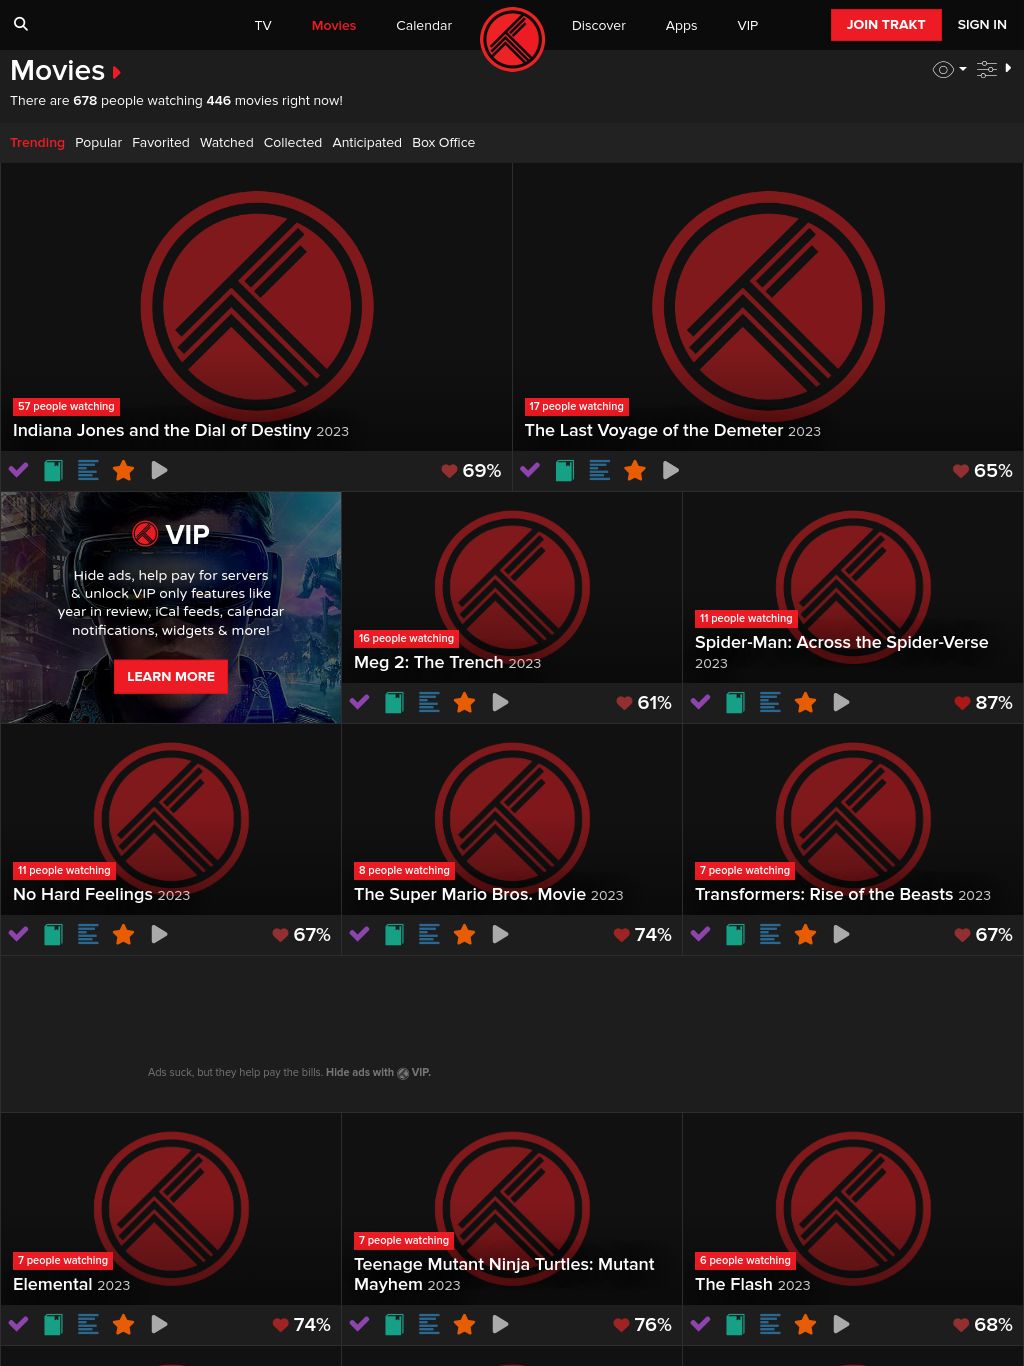 TV
Movies
Calendar
Discover
Apps
VIP
JOIN TRAKT
SIGN IN
Movies
There are 678 people watching 446 movies right now!
Trending Popular Favorited Watched Collected Anticipated Box Office
57 people watching
Indiana Jones and the Dial of Destiny 2023
69%
17 people watching
The Last Voyage of the Demeter 2023
65%
VIP
Hide ads, help pay for servers
& unlock VIP only features like
year in review, iCal feeds, calendar
notifications, widgets & more!
LEARN MORE
16 people watching
Meg 2: The Trench 2023
61%
11 people watching
Spider-Man: Across the Spider-Verse
2023
87%
11 people watching
No Hard Feelings 2023
67%
8 people watching
The Super Mario Bros. Movie 2023
74%
7 people watching
Transformers: Rise of the Beasts 2023
67%
Ads suck, but they help pay the bills. Hide ads with VIP.
7 people watching
Elemental 2023
74%
7 people watching
Teenage Mutant Ninja Turtles: Mutant
Mayhem 2023
76%
6 people watching
The Flash 2023
68%